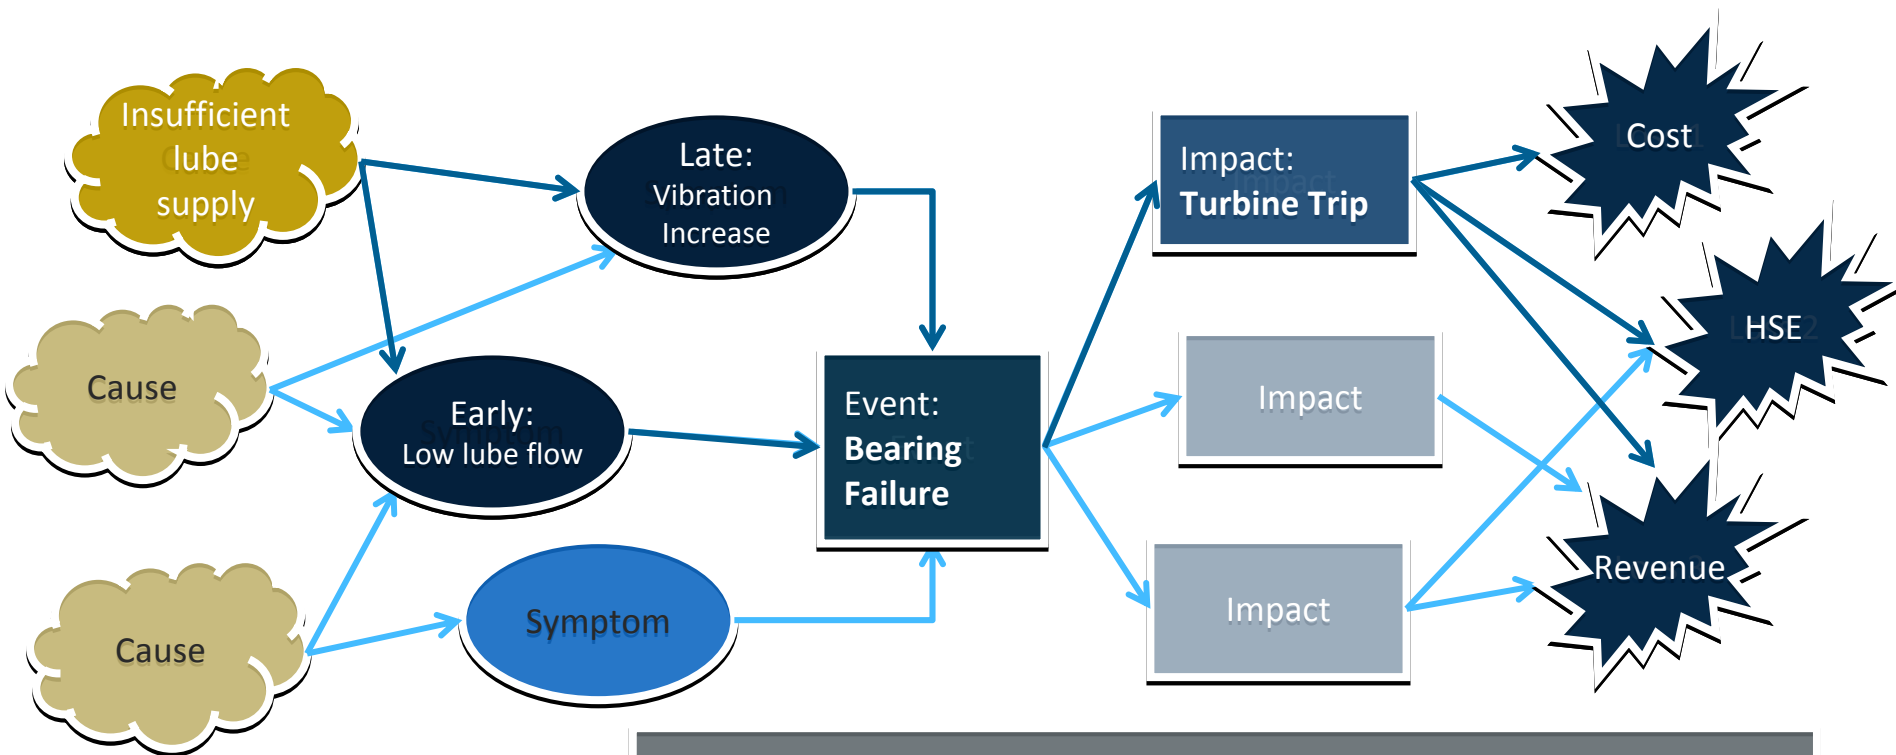 Insufficient
lube
supply
Late:
Vibration
Increase
Impact:
Turbine Trip
Cost
HSE
Cause
Early:
Low lube flow
Event:
Bearing
Failure
Impact
Revenue
Cause
Symptom
Impact